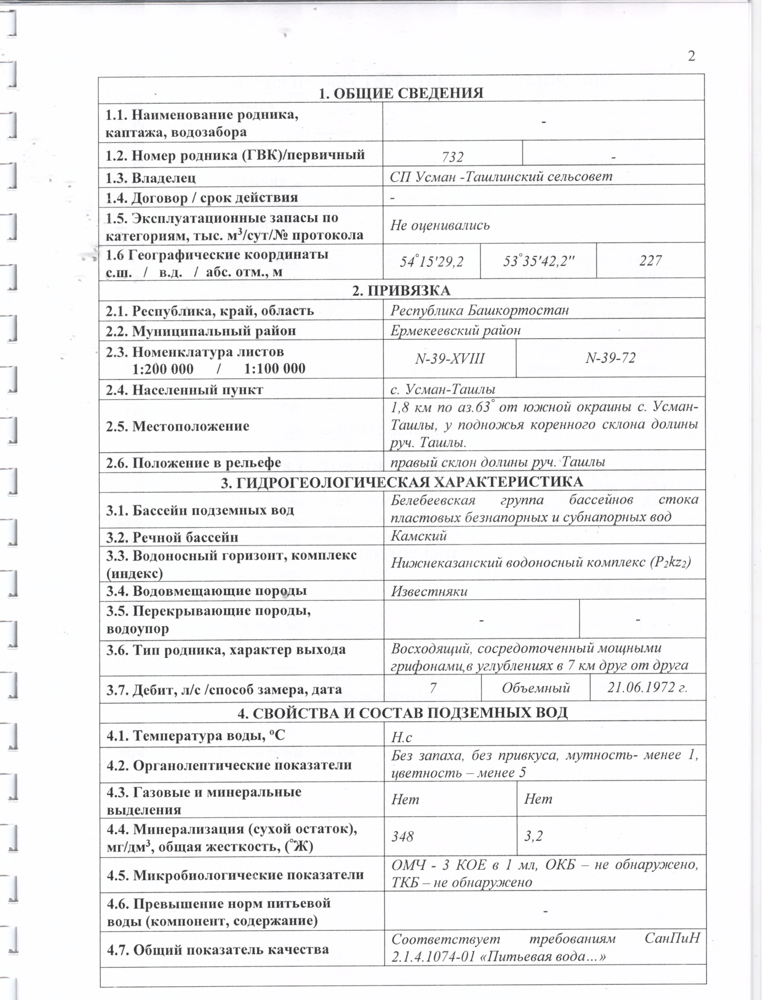 2
1. ОБЩИЕ СВЕДЕНИЯ
1.1. Наименование родника,
каптажа, водозабора
-
1.2. Номер родника (ГВК)/первичный
732
-
1.3. Владелец
СП Усман -Ташлинский сельсовет
1.4. Договор / срок действия
-
1.5. Эксплуатационные запасы по
категориям, тыс. м³/сут/№ протокола
Не оценивались
1.6 Географические координаты
с.ш. / в.д. / абс. отм., м
54°15'29,2
53°35'42,2"
227
2. ПРИВЯЗКА
2.1. Республика, край, область
Республика Башкортостан
2.2. Муниципальный район
Ермекеевский район
2.3. Номенклатура листов
1:200 000 / 1:100 000
N-39-XVIII
N-39-72
2.4. Населенный пункт
с. Усман-Ташлы
2.5. Местоположение
1,8 км по аз.63° от южной окраины с. Усман-
Ташлы, у подножья коренного склона долины
руч. Ташлы.
2.6. Положение в рельефе
правый склон долины руч. Ташлы
3. ГИДРОГЕОЛОГИЧЕСКАЯ ХАРАКТЕРИСТИКА
3.1. Бассейн подземных вод
Белебеевская группа бассейнов стока
пластовых безнапорных и субнапорных вод
3.2. Речной бассейн
Камский
3.3. Водоносный горизонт, комплекс
(индекс)
Нижнеказанский водоносный комплекс (P₂kz₂)
3.4. Водовмещающие породы
Известняки
3.5. Перекрывающие породы,
водоупор
-
-
3.6. Тип родника, характер выхода
Восходящий, сосредоточенный мощными
грифонами,в углублениях в 7 км друг от друга
3.7. Дебит, л/с /способ замера, дата
7
Объемный
21.06.1972 г.
4. СВОЙСТВА И СОСТАВ ПОДЗЕМНЫХ ВОД
4.1. Температура воды, ºС
Н.с
4.2. Органолептические показатели
Без запаха, без привкуса, мутность- менее 1,
цветность – менее 5
4.3. Газовые и минеральные
выделения
Нет
Нет
4.4. Минерализация (сухой остаток),
мг/дм³, общая жесткость, (°Ж)
348
3,2
4.5. Микробиологические показатели
ОМЧ - 3 КОЕ в 1 мл, ОКБ – не обнаружено,
ТКБ – не обнаружено
4.6. Превышение норм питьевой
воды (компонент, содержание)
-
4.7. Общий показатель качества
Соответствует требованиям СанПиН
2.1.4.1074-01 «Питьевая вода…»